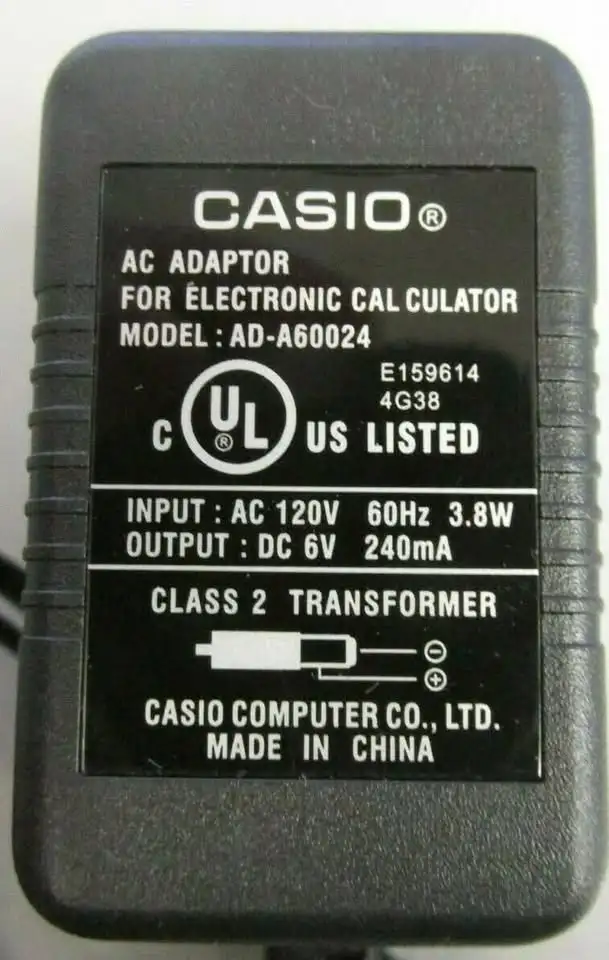 CASIO®
AC ADAPTOR
FOR ELECTRONIC CAL CULATOR
MODEL : AD-A60024
E159614
4G38
C UL® US LISTED
INPUT : AC 120V 60Hz 3.8W
OUTPUT : DC 6V 240mA
CLASS 2 TRANSFORMER
⊖
⊕
CASIO COMPUTER CO., LTD.
MADE IN CHINA